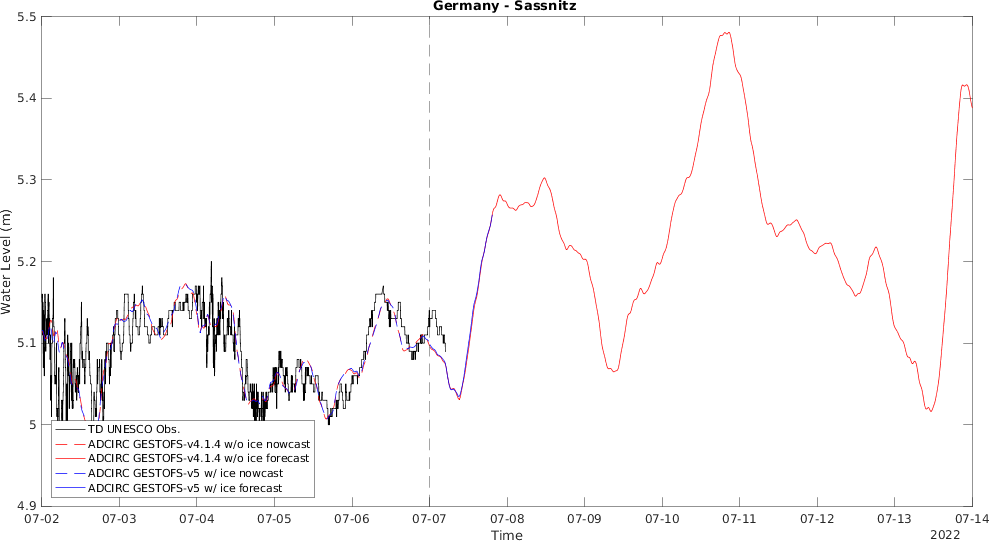 Germany - Sassnitz
5.5
5.4
5.3
5.2
5.1
5
4.9
Water Level (m)
TD UNESCO Obs.
ADCIRC GESTOFS-v4.1.4 w/o ice nowcast
ADCIRC GESTOFS-v4.1.4 w/o ice forecast
ADCIRC GESTOFS-v5 w/ ice nowcast
ADCIRC GESTOFS-v5 w/ ice forecast
07-02 07-03 07-04 07-05 07-06 07-07 07-08 07-09 07-10 07-11 07-12 07-13 07-14
Time
2022